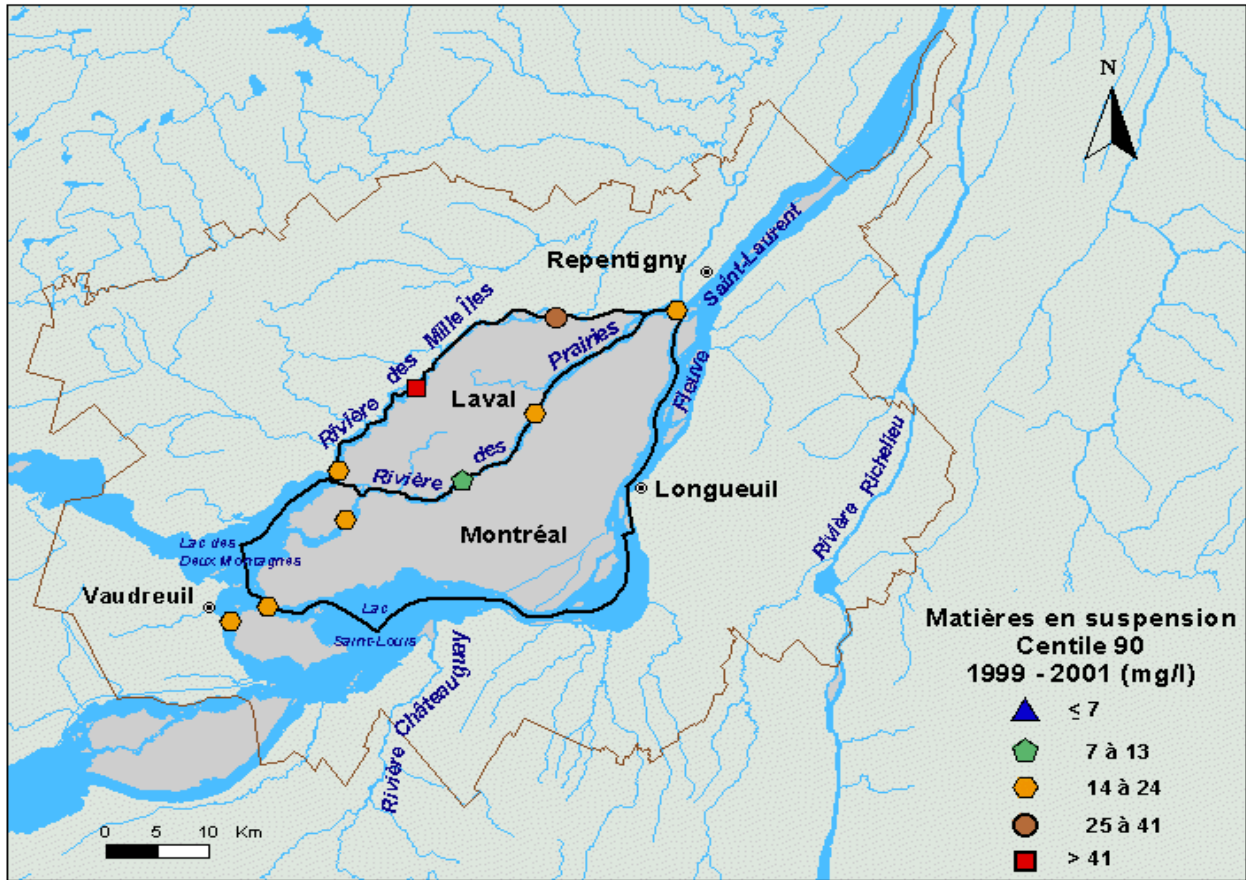 N
Repentigny
Saint-Laurent
Fleuve
Rivière des Mille Îles
Laval
Rivière des Prairies
Longueuil
Montréal
Rivière Richelieu
Lac des
Deux Montagnes
Vaudreuil
Lac
Saint-Louis
Rivière Châteauguay
Matières en suspension
Centile 90
1999 - 2001 (mg/l)
≤ 7
7 à 13
14 à 24
25 à 41
> 41
0 5 10 Km